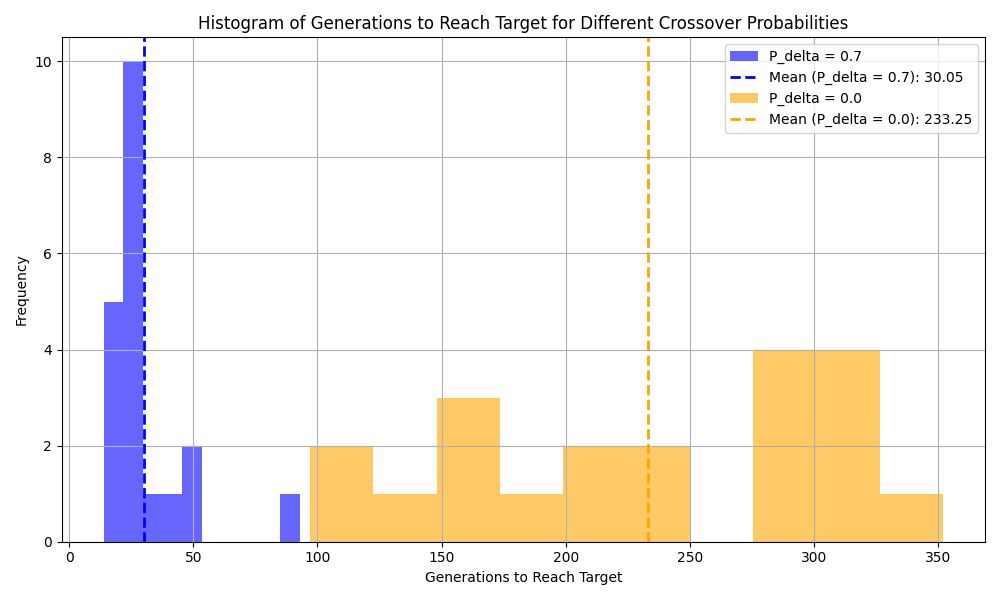 Histogram of Generations to Reach Target for Different Crossover Probabilities
P_delta = 0.7
Mean (P_delta = 0.7): 30.05
P_delta = 0.0
Mean (P_delta = 0.0): 233.25
Frequency
10
8
6
4
2
0
0 50 100 150 200 250 300 350
Generations to Reach Target